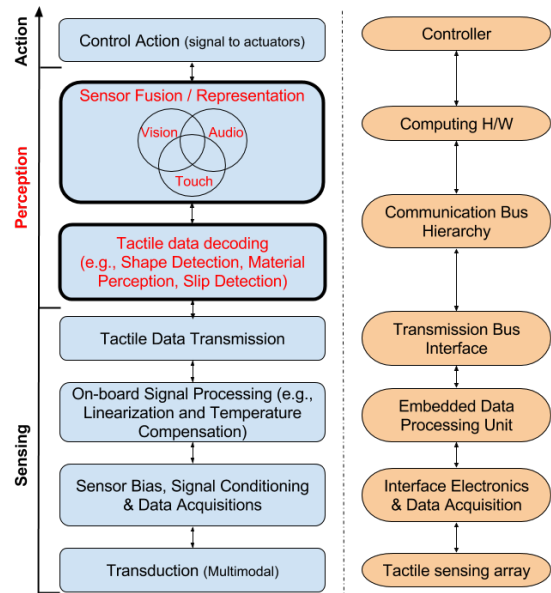 Action
Control Action (signal to actuators)
Perception
Sensor Fusion / Representation
Vision
Audio
Touch
Tactile data decoding
(e.g., Shape Detection, Material
Perception, Slip Detection)
Sensing
Tactile Data Transmission
On-board Signal Processing (e.g.,
Linearization and Temperature
Compensation)
Sensor Bias, Signal Conditioning
& Data Acquisitions
Transduction (Multimodal)
Controller
Computing H/W
Communication Bus
Hierarchy
Transmission Bus
Interface
Embedded Data
Processing Unit
Interface Electronics
& Data Acquisition
Tactile sensing array